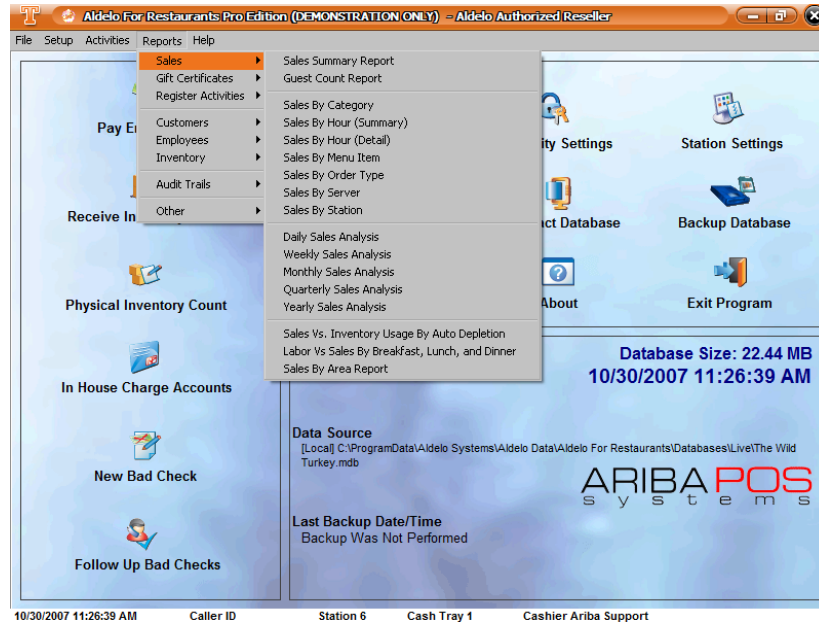 Aldelo For Restaurants Pro Edition (DEMONSTRATION ONLY) - Aldelo Authorized Reseller
File Setup Activities Reports Help
Sales
Gift Certificates
Register Activities
Customers
Employees
Inventory
Audit Trails
Other
Sales Summary Report
Guest Count Report
Sales By Category
Sales By Hour (Summary)
Sales By Hour (Detail)
Sales By Menu Item
Sales By Order Type
Sales By Server
Sales By Station
Daily Sales Analysis
Weekly Sales Analysis
Monthly Sales Analysis
Quarterly Sales Analysis
Yearly Sales Analysis
Sales Vs. Inventory Usage By Auto Depletion
Labor Vs Sales By Breakfast, Lunch, and Dinner
Sales By Area Report
Pay
Receive
Physical Inventory Count
In House Charge Accounts
New Bad Check
Follow Up Bad Checks
Settings
Station Settings
Database
Backup Database
About
Exit Program
Database Size: 22.44 MB
10/30/2007 11:26:39 AM
Data Source
[Local] C:\ProgramData\Aldelo Systems\Aldelo Data\Aldelo For Restaurants\Databases\Live\The Wild
Turkey.mdb
ARIBA POS
systems
Last Backup Date/Time
Backup Was Not Performed
10/30/2007 11:26:39 AM Caller ID Station 6 Cash Tray 1 Cashier Ariba Support